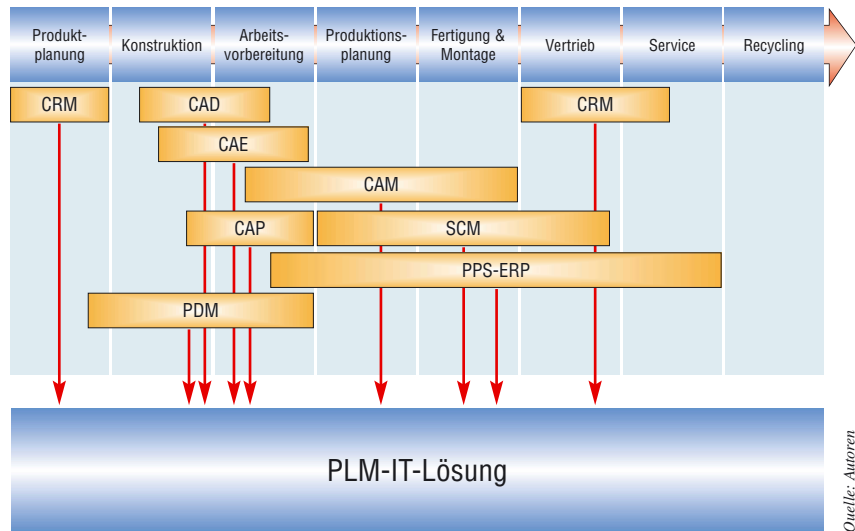 Produkt-
planung
Konstruktion
Arbeits-
vorbereitung
Produktions-
planung
Fertigung &
Montage
Vertrieb
Service
Recycling
CRM
CAD
CRM
CAE
CAM
CAP
SCM
PPS-ERP
PDM
PLM-IT-Lösung
Quelle: Autoren